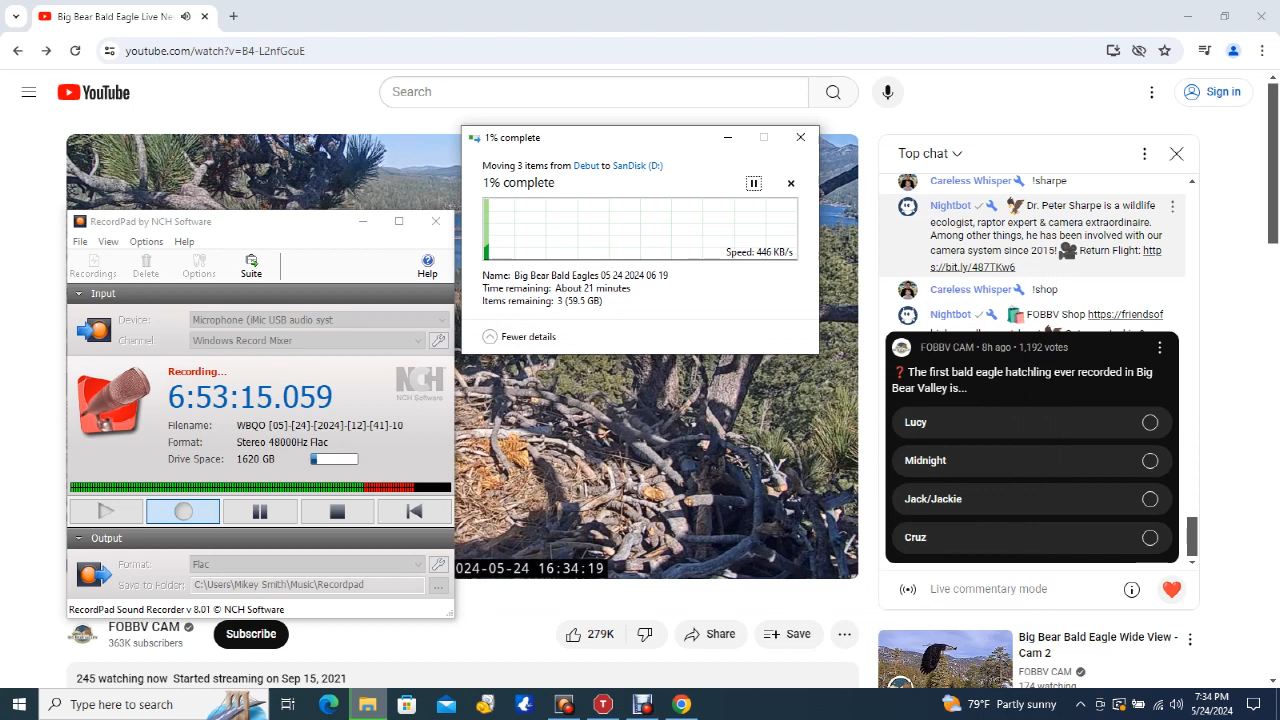 Big Bear Bald Eagle Live Ne
youtube.com/watch?v=B4-L2nfGcuE
YouTube
Search
Sign in
1% complete
Moving 3 items from Debut to SanDisk (D:)
1% complete
Speed: 446 KB/s
Name: Big Bear Bald Eagles 05 24 2024 06 19
Time remaining: About 21 minutes
Items remaining: 3 (59.5 GB)
Fewer details
RecordPad by NCH Software
File View Options Help
Recordings Delete Options Suite Help
Input
Device: Microphone (iMic USB audio syst
Channel: Windows Record Mixer
Recording...
6:53:15.059
NCH
NCH Software
Filename: WBQO [05]-[24]-[2024]-[12]-[41]-10
Format: Stereo 48000Hz Flac
Drive Space: 1620 GB
Output
Format: Flac
Save to Folder: C:\Users\Mikey Smith\Music\Recordpad
...
RecordPad Sound Recorder v 8.01 © NCH Software
024-05-24 16:34:19
FOBBV CAM
363K subscribers
Subscribe
279K
Share
Save
245 watching now Started streaming on Sep 15, 2021
Top chat
Careless Whisper !sharpe
Nightbot Dr. Peter Sharpe is a wildlife
ecologist, raptor expert & camera extraordinaire.
Among other things, he has been involved with our
camera system since 2015! Return Flight: http
s://bit.ly/487TKw6
Careless Whisper !shop
Nightbot FOBBV Shop https://friendsof
FOBBV CAM • 8h ago • 1,192 votes
❓The first bald eagle hatchling ever recorded in Big
Bear Valley is...
Lucy
Midnight
Jack/Jackie
Cruz
Live commentary mode
Big Bear Bald Eagle Wide View -
Cam 2
FOBBV CAM
174 watching
Type here to search
79°F Partly sunny
7:34 PM
5/24/2024